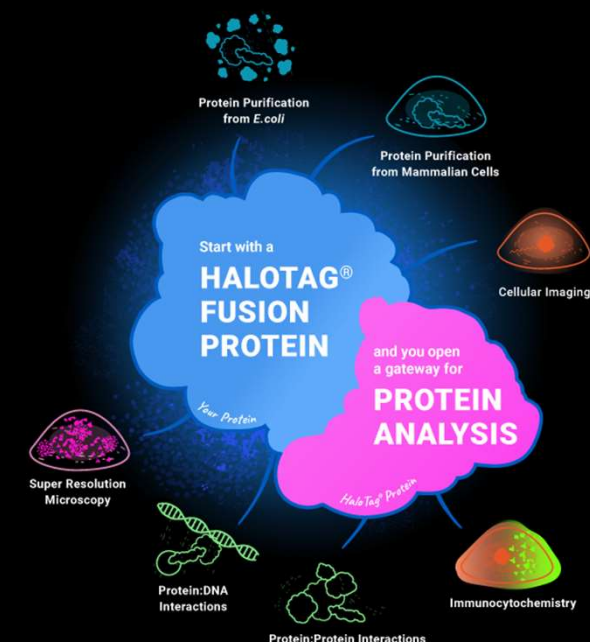 Protein Purification
from E.coli
Protein Purification
from Mammalian Cells
Start with a
HALOTAG®
FUSION
PROTEIN
Cellular Imaging
and you open
a gateway for
PROTEIN
ANALYSIS
Your Protein
HaloTag® Protein
Super Resolution
Microscopy
Protein:DNA
Interactions
Immunocytochemistry
Protein:Protein Interactions